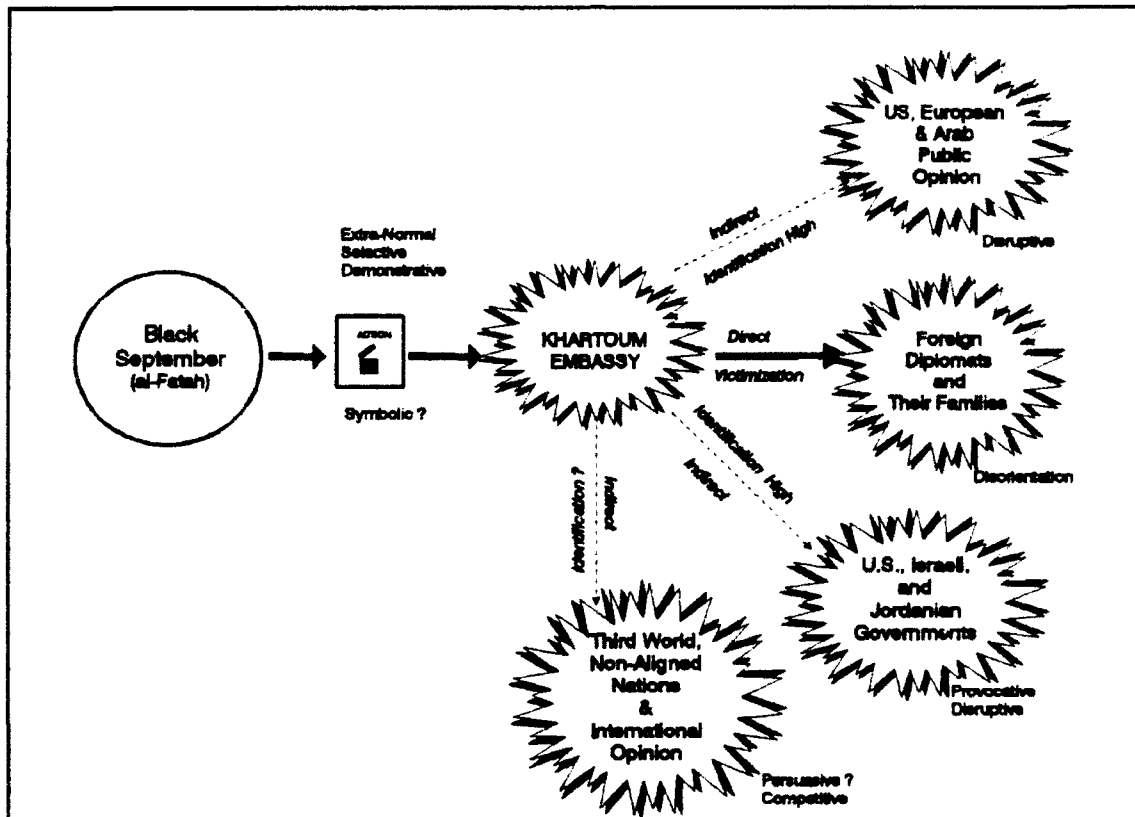 Black
September
(al-Fatah)
Extra-Normal
Selective
Demonstrative
ACTION
Symbolic ?
KHARTOUM
EMBASSY
Indirect
Identification High
US, European
& Arab
Public
Opinion
Disruptive
Direct
Victimization
Foreign
Diplomats
and
Their Families
Disorientation
Identification High
Indirect
U.S., Israeli,
and
Jordanian
Governments
Provocative
Disruptive
Identification ?
Indirect
Third World,
Non-Aligned
Nations
&
International
Opinion
Persuasive ?
Competitive